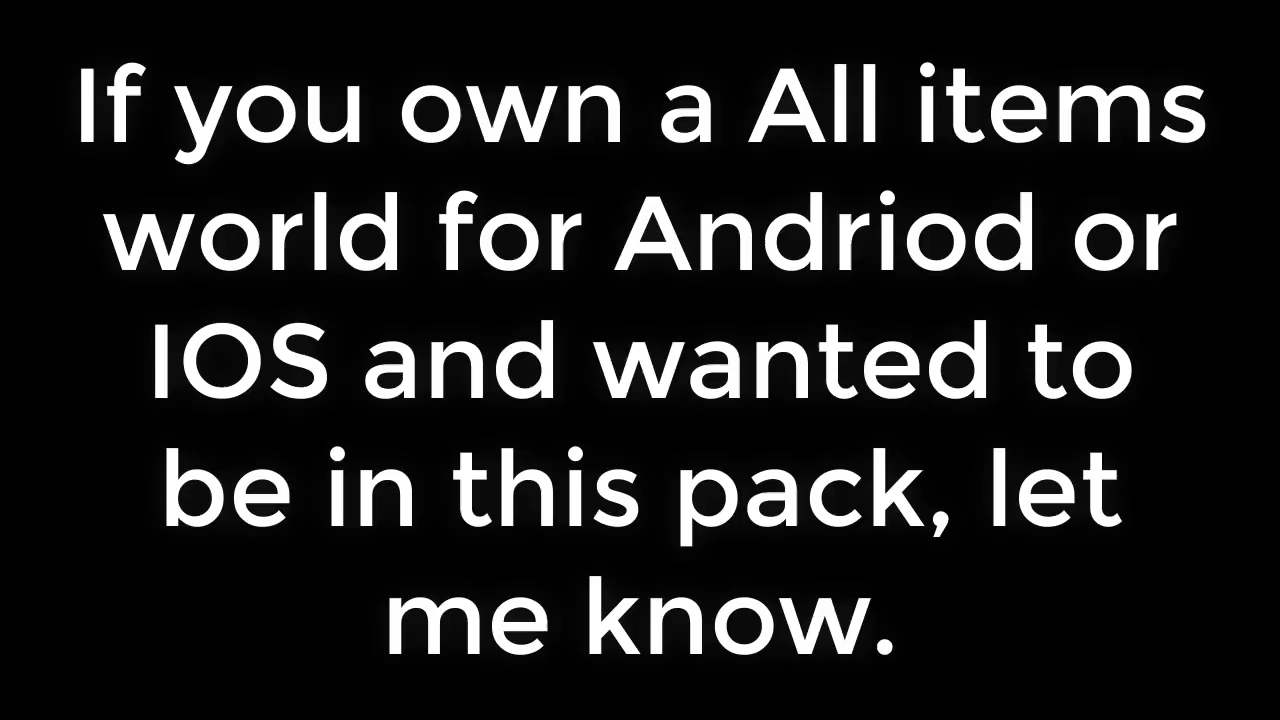 If you own a All items
world for Andriod or
IOS and wanted to
be in this pack, let
me know.